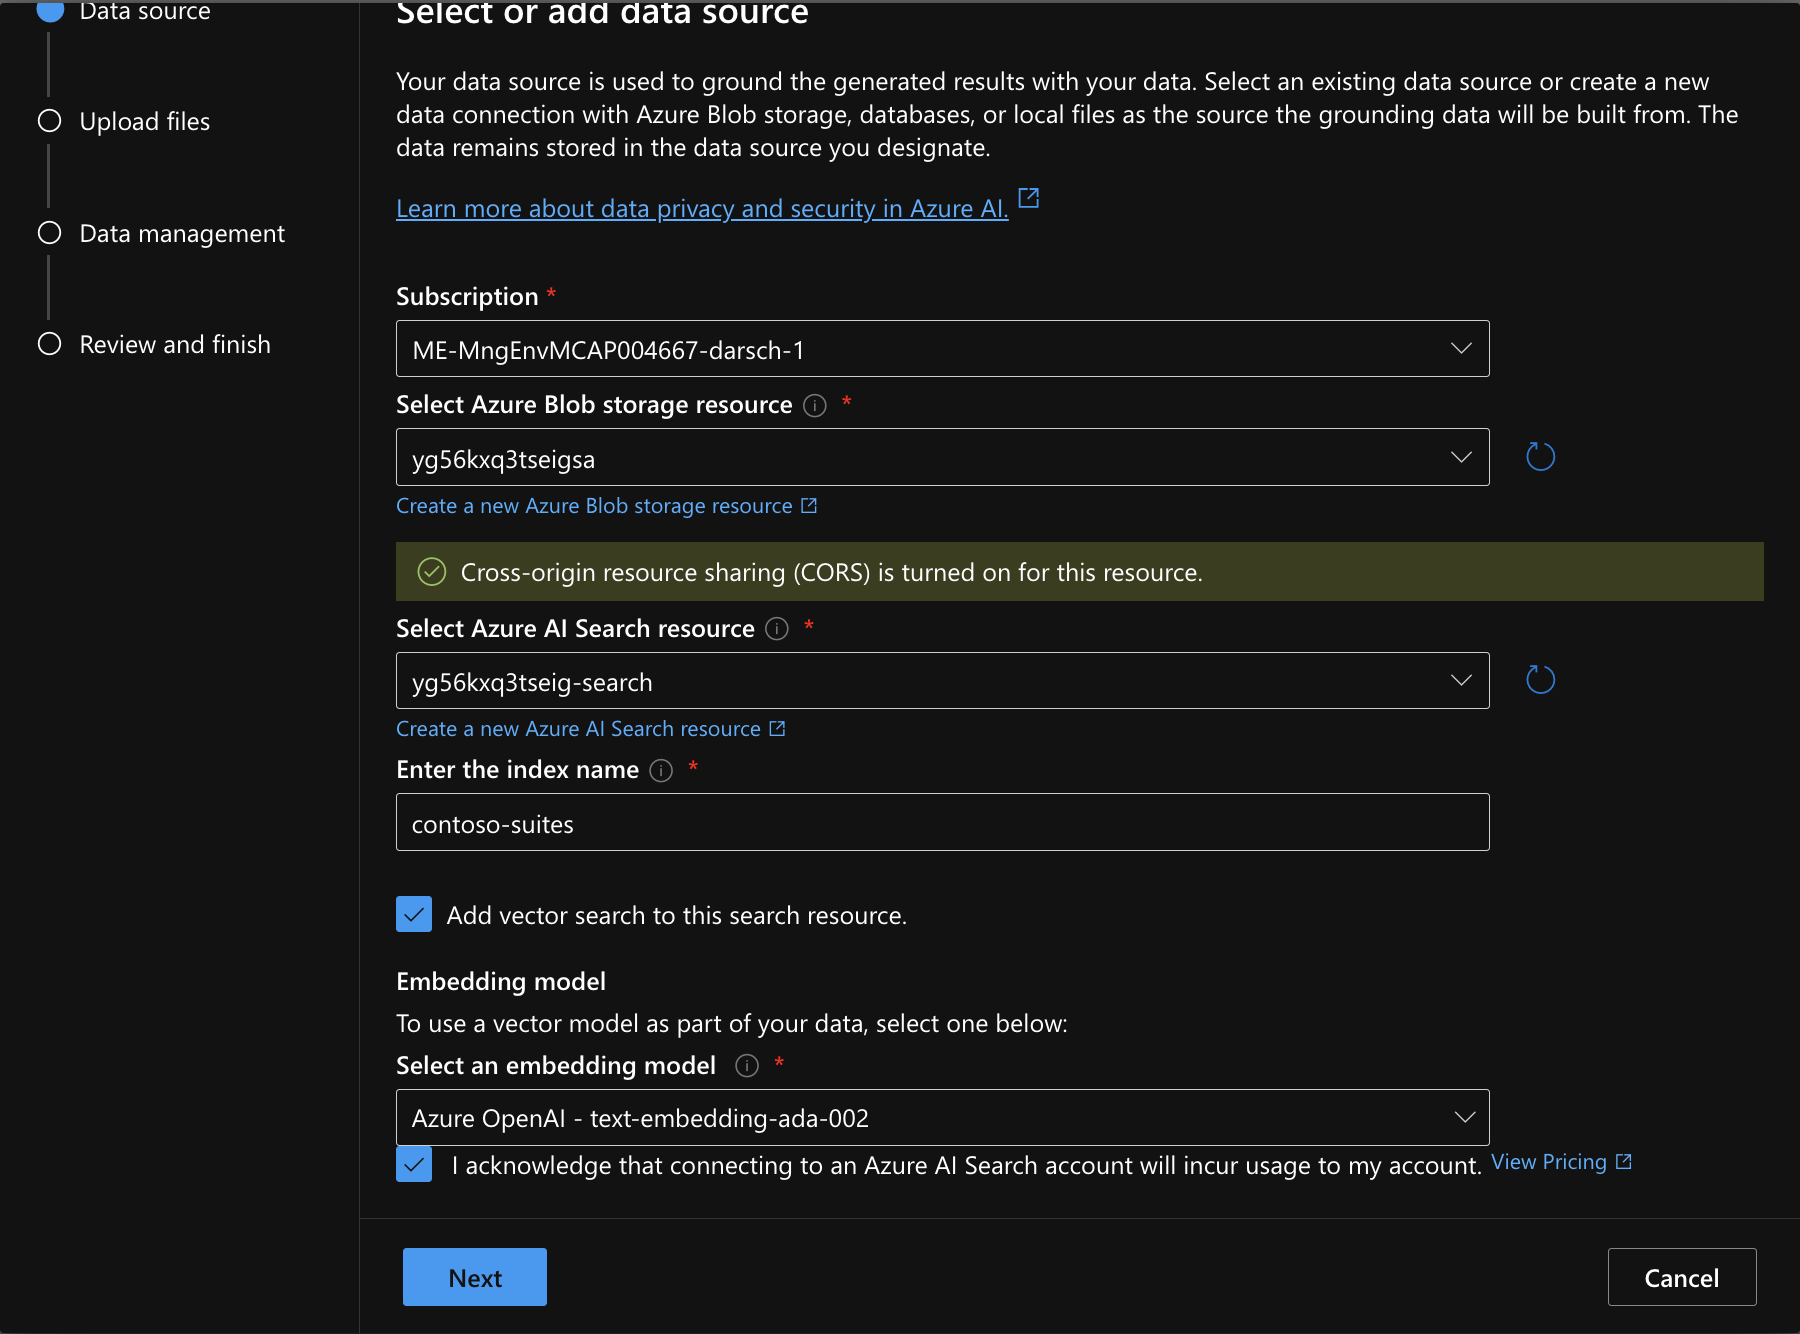 Data source
Upload files
Data management
Review and finish
Select or add data source
Your data source is used to ground the generated results with your data. Select an existing data source or create a new
data connection with Azure Blob storage, databases, or local files as the source the grounding data will be built from. The
data remains stored in the data source you designate.
Learn more about data privacy and security in Azure AI.
Subscription *
ME-MngEnvMCAP004667-darsch-1
Select Azure Blob storage resource *
yg56kxq3tseigsa
Create a new Azure Blob storage resource
Cross-origin resource sharing (CORS) is turned on for this resource.
Select Azure AI Search resource *
yg56kxq3tseig-search
Create a new Azure AI Search resource
Enter the index name *
contoso-suites
Add vector search to this search resource.
Embedding model
To use a vector model as part of your data, select one below:
Select an embedding model *
Azure OpenAI - text-embedding-ada-002
I acknowledge that connecting to an Azure AI Search account will incur usage to my account. View Pricing
Next
Cancel